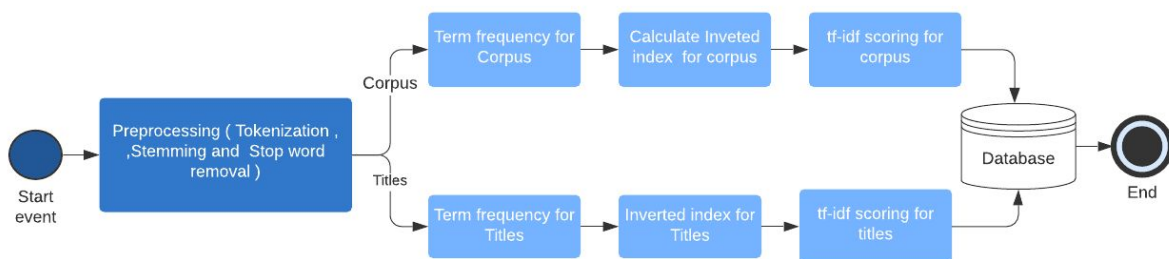 Start
event
Preprocessing ( Tokenization ,
,Stemming and Stop word
removal )
Corpus
Titles
Term frequency for
Corpus
Calculate Inveted
index for corpus
tf-idf scoring for
corpus
Term frequency for
Titles
Inverted index for
Titles
tf-idf scoring for
titles
Database
End